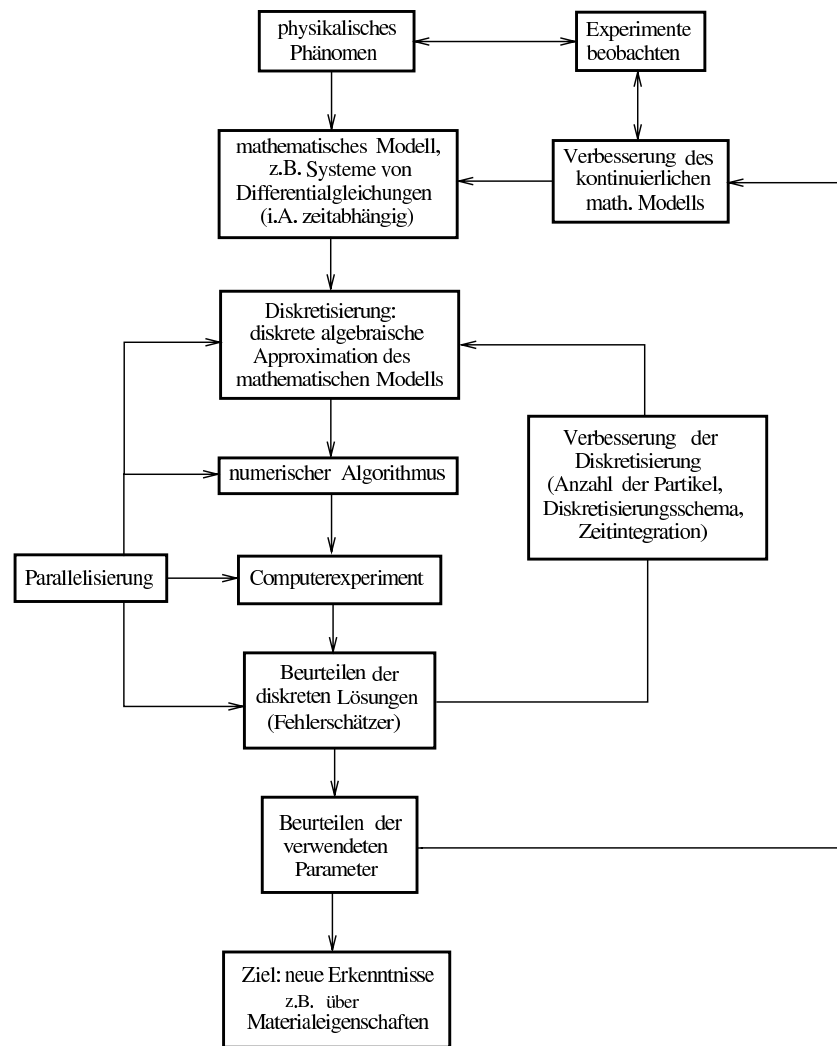 physikalisches
Phänomen
Experimente
beobachten
mathematisches Modell,
z.B. Systeme von
Differentialgleichungen
(i.A. zeitabhängig)
Verbesserung des
kontinuierlichen
math. Modells
Diskretisierung:
diskrete algebraische
Approximation des
mathematischen Modells
Verbesserung der
Diskretisierung
(Anzahl der Partikel,
Diskretisierungsschema,
Zeitintegration)
numerischer Algorithmus
Parallelisierung
Computerexperiment
Beurteilen der
diskreten Lösungen
(Fehlerschätzer)
Beurteilen der
verwendeten
Parameter
Ziel: neue Erkenntnisse
z.B. über
Materialeigenschaften